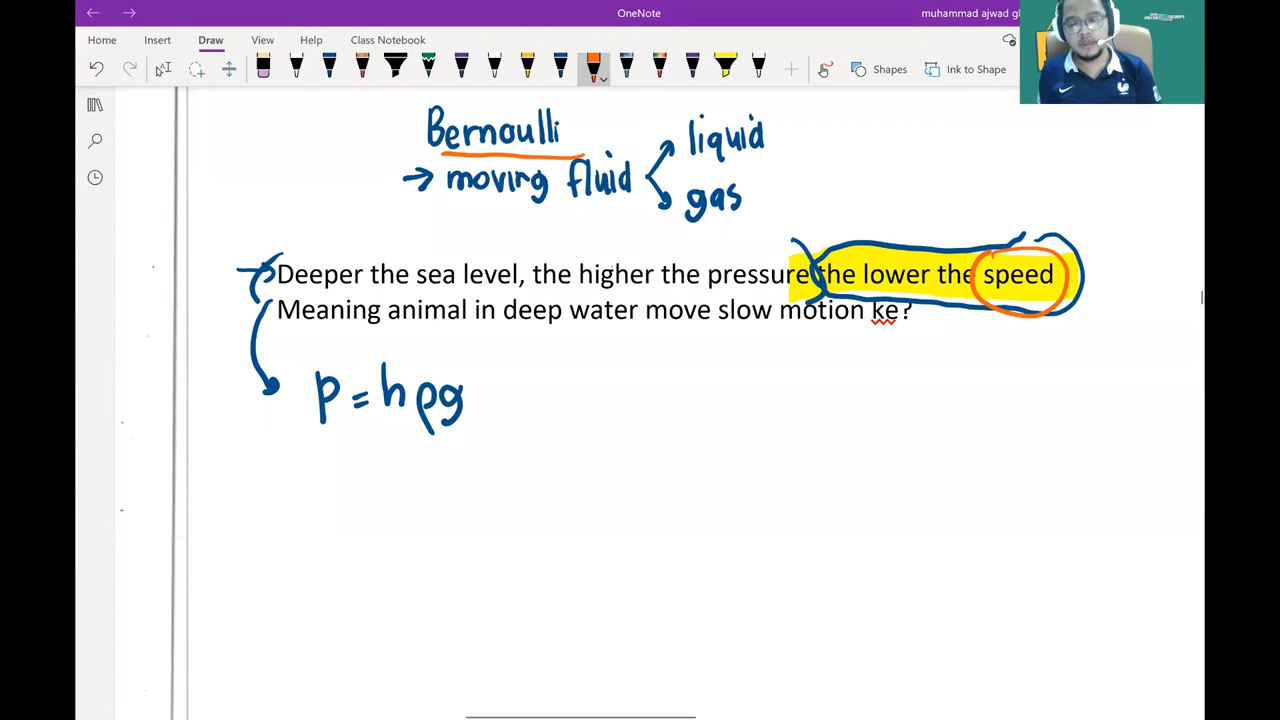 OneNote
muhammad ajwad gh
Home Insert Draw View Help Class Notebook
Shapes Ink to Shape
Bernoulli
→ moving fluid
liquid
gas
Deeper the sea level, the higher the pressure the lower the speed
Meaning animal in deep water move slow motion ke?
p = hρg